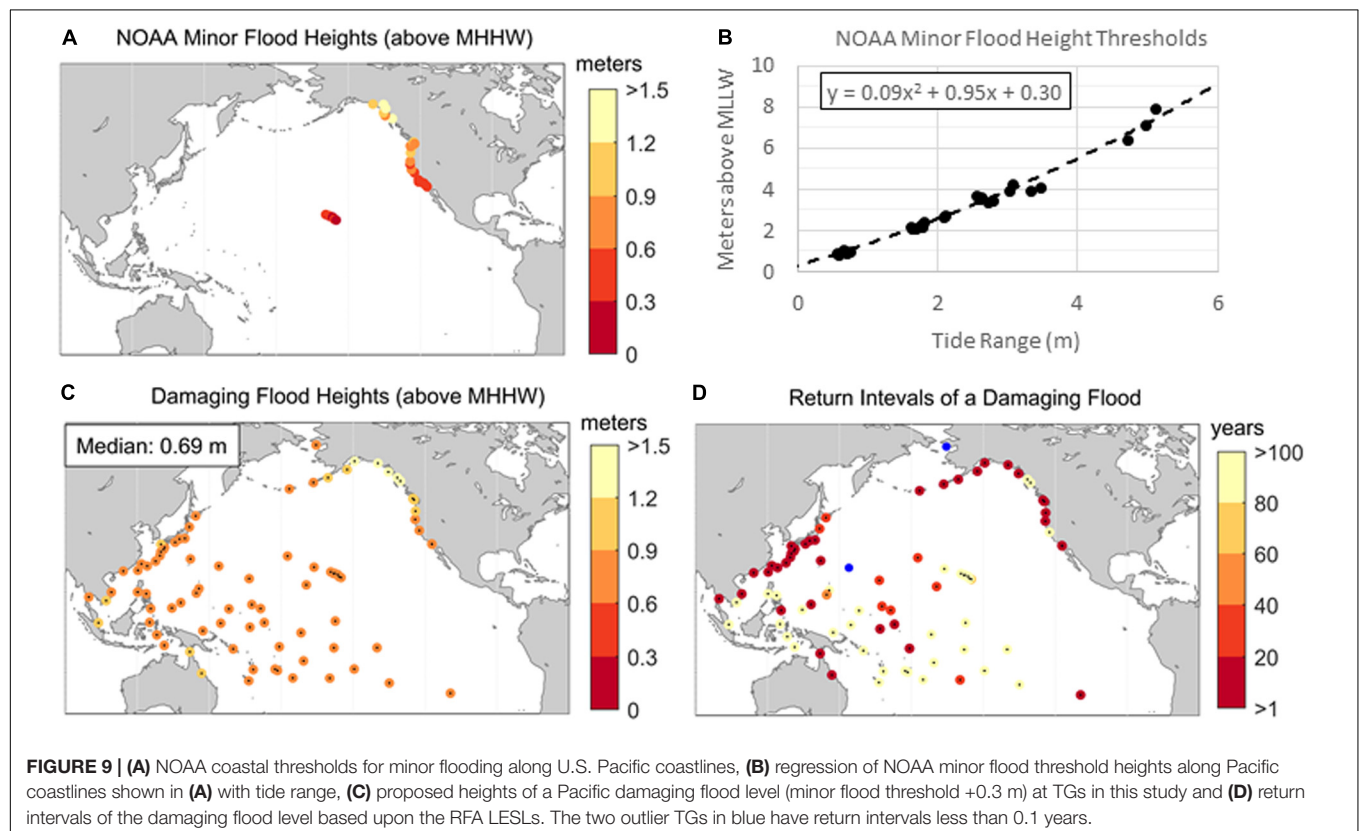 A
NOAA Minor Flood Heights (above MHHW)
meters
>1.5
1.2
0.9
0.6
0.3
0
B
NOAA Minor Flood Height Thresholds
y = 0.09x² + 0.95x + 0.30
Meters above MLLW
10
8
6
4
2
0
0 2 4 6
Tide Range (m)
C
Damaging Flood Heights (above MHHW)
Median: 0.69 m
meters
>1.5
1.2
0.9
0.6
0.3
0
D
Return Intevals of a Damaging Flood
years
>100
80
60
40
20
>1
FIGURE 9 | (A) NOAA coastal thresholds for minor flooding along U.S. Pacific coastlines, (B) regression of NOAA minor flood threshold heights along Pacific
coastlines shown in (A) with tide range, (C) proposed heights of a Pacific damaging flood level (minor flood threshold +0.3 m) at TGs in this study and (D) return
intervals of the damaging flood level based upon the RFA LESLs. The two outlier TGs in blue have return intervals less than 0.1 years.